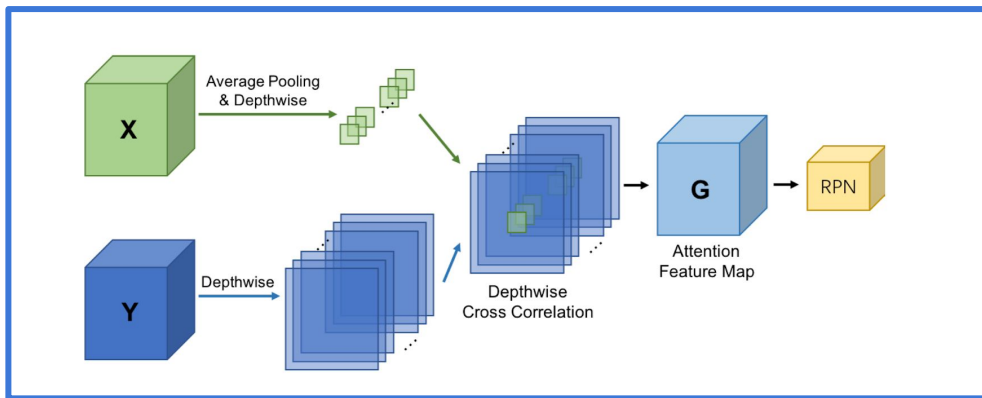 X
Average Pooling
& Depthwise
Y
Depthwise
Depthwise
Cross Correlation
G
Attention
Feature Map
RPN